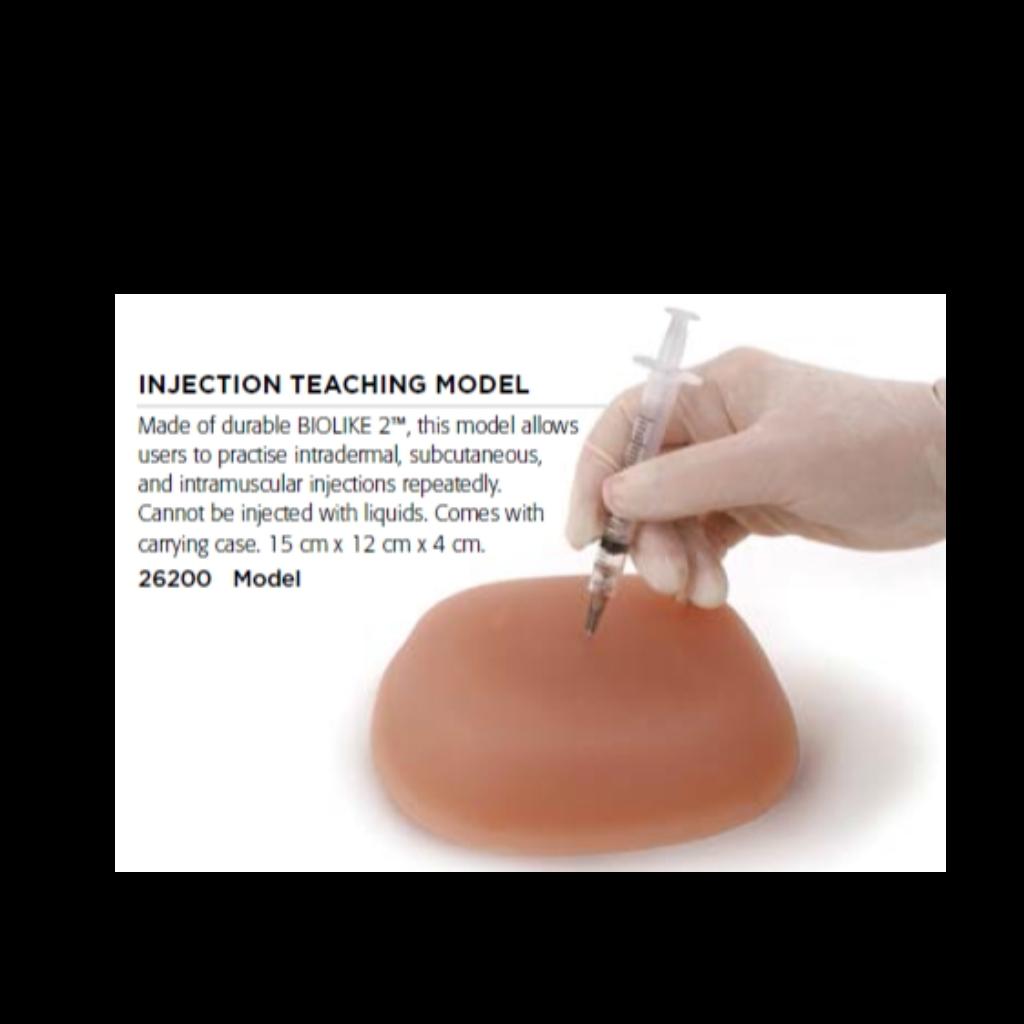 INJECTION TEACHING MODEL
Made of durable BIOLIKE 2™, this model allows
users to practise intradermal, subcutaneous,
and intramuscular injections repeatedly.
Cannot be injected with liquids. Comes with
carrying case. 15 cm x 12 cm x 4 cm.
26200 Model